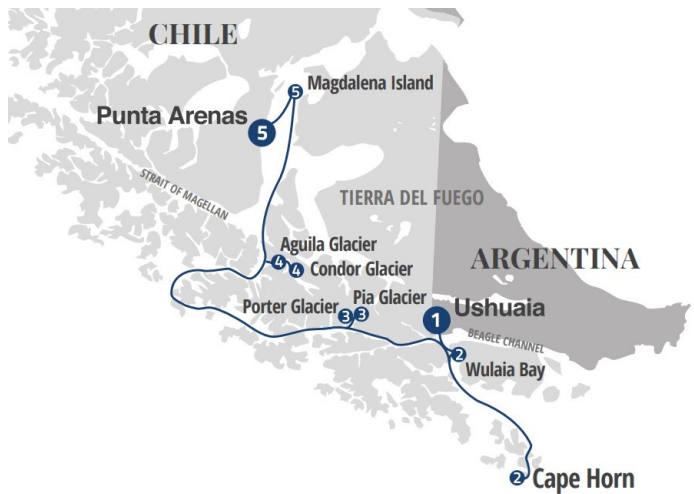 CHILE
5
Magdalena Island
Punta Arenas
5
STRAIT OF MAGELLAN
TIERRA DEL FUEGO
Aguila Glacier
4
4
Condor Glacier
ARGENTINA
Pia Glacier
Porter Glacier
3
3
1
Ushuaia
BEAGLE CHANNEL
2
Wulaia Bay
2
Cape Horn